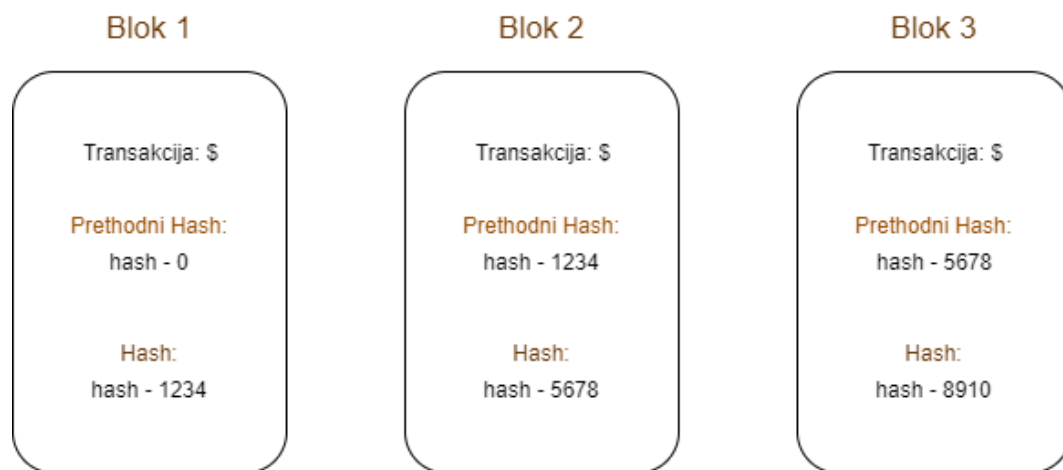 Blok 1
Transakcija: $
Prethodni Hash:
hash - 0
Hash:
hash - 1234
Blok 2
Transakcija: $
Prethodni Hash:
hash - 1234
Hash:
hash - 5678
Blok 3
Transakcija: $
Prethodni Hash:
hash - 5678
Hash:
hash - 8910